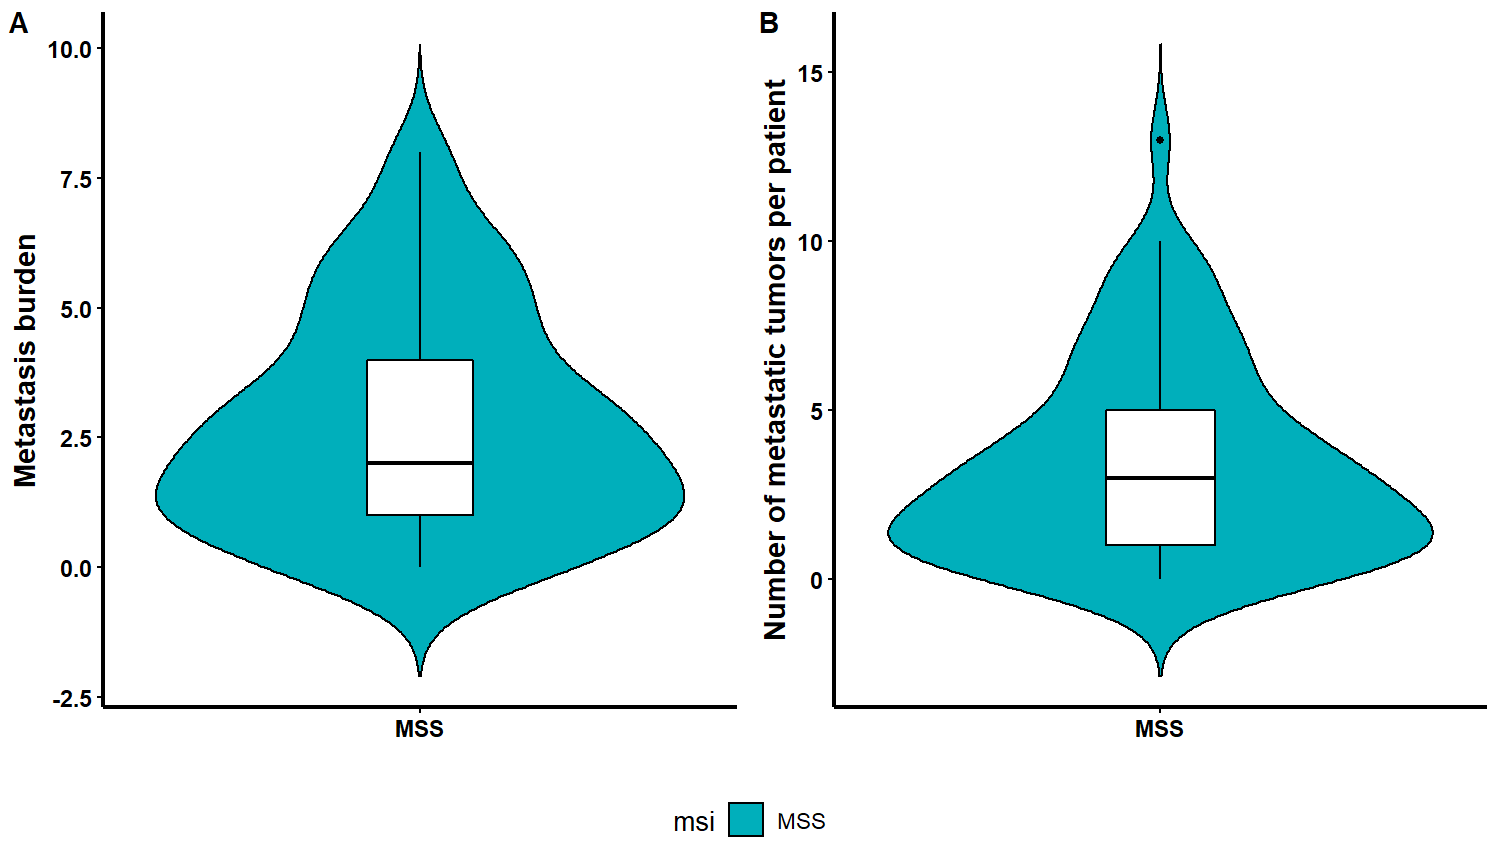 A
Metastasis burden
10.0
7.5
5.0
2.5
0.0
-2.5
MSS
B
Number of metastatic tumors per patient
15
10
5
0
MSS
msi MSS